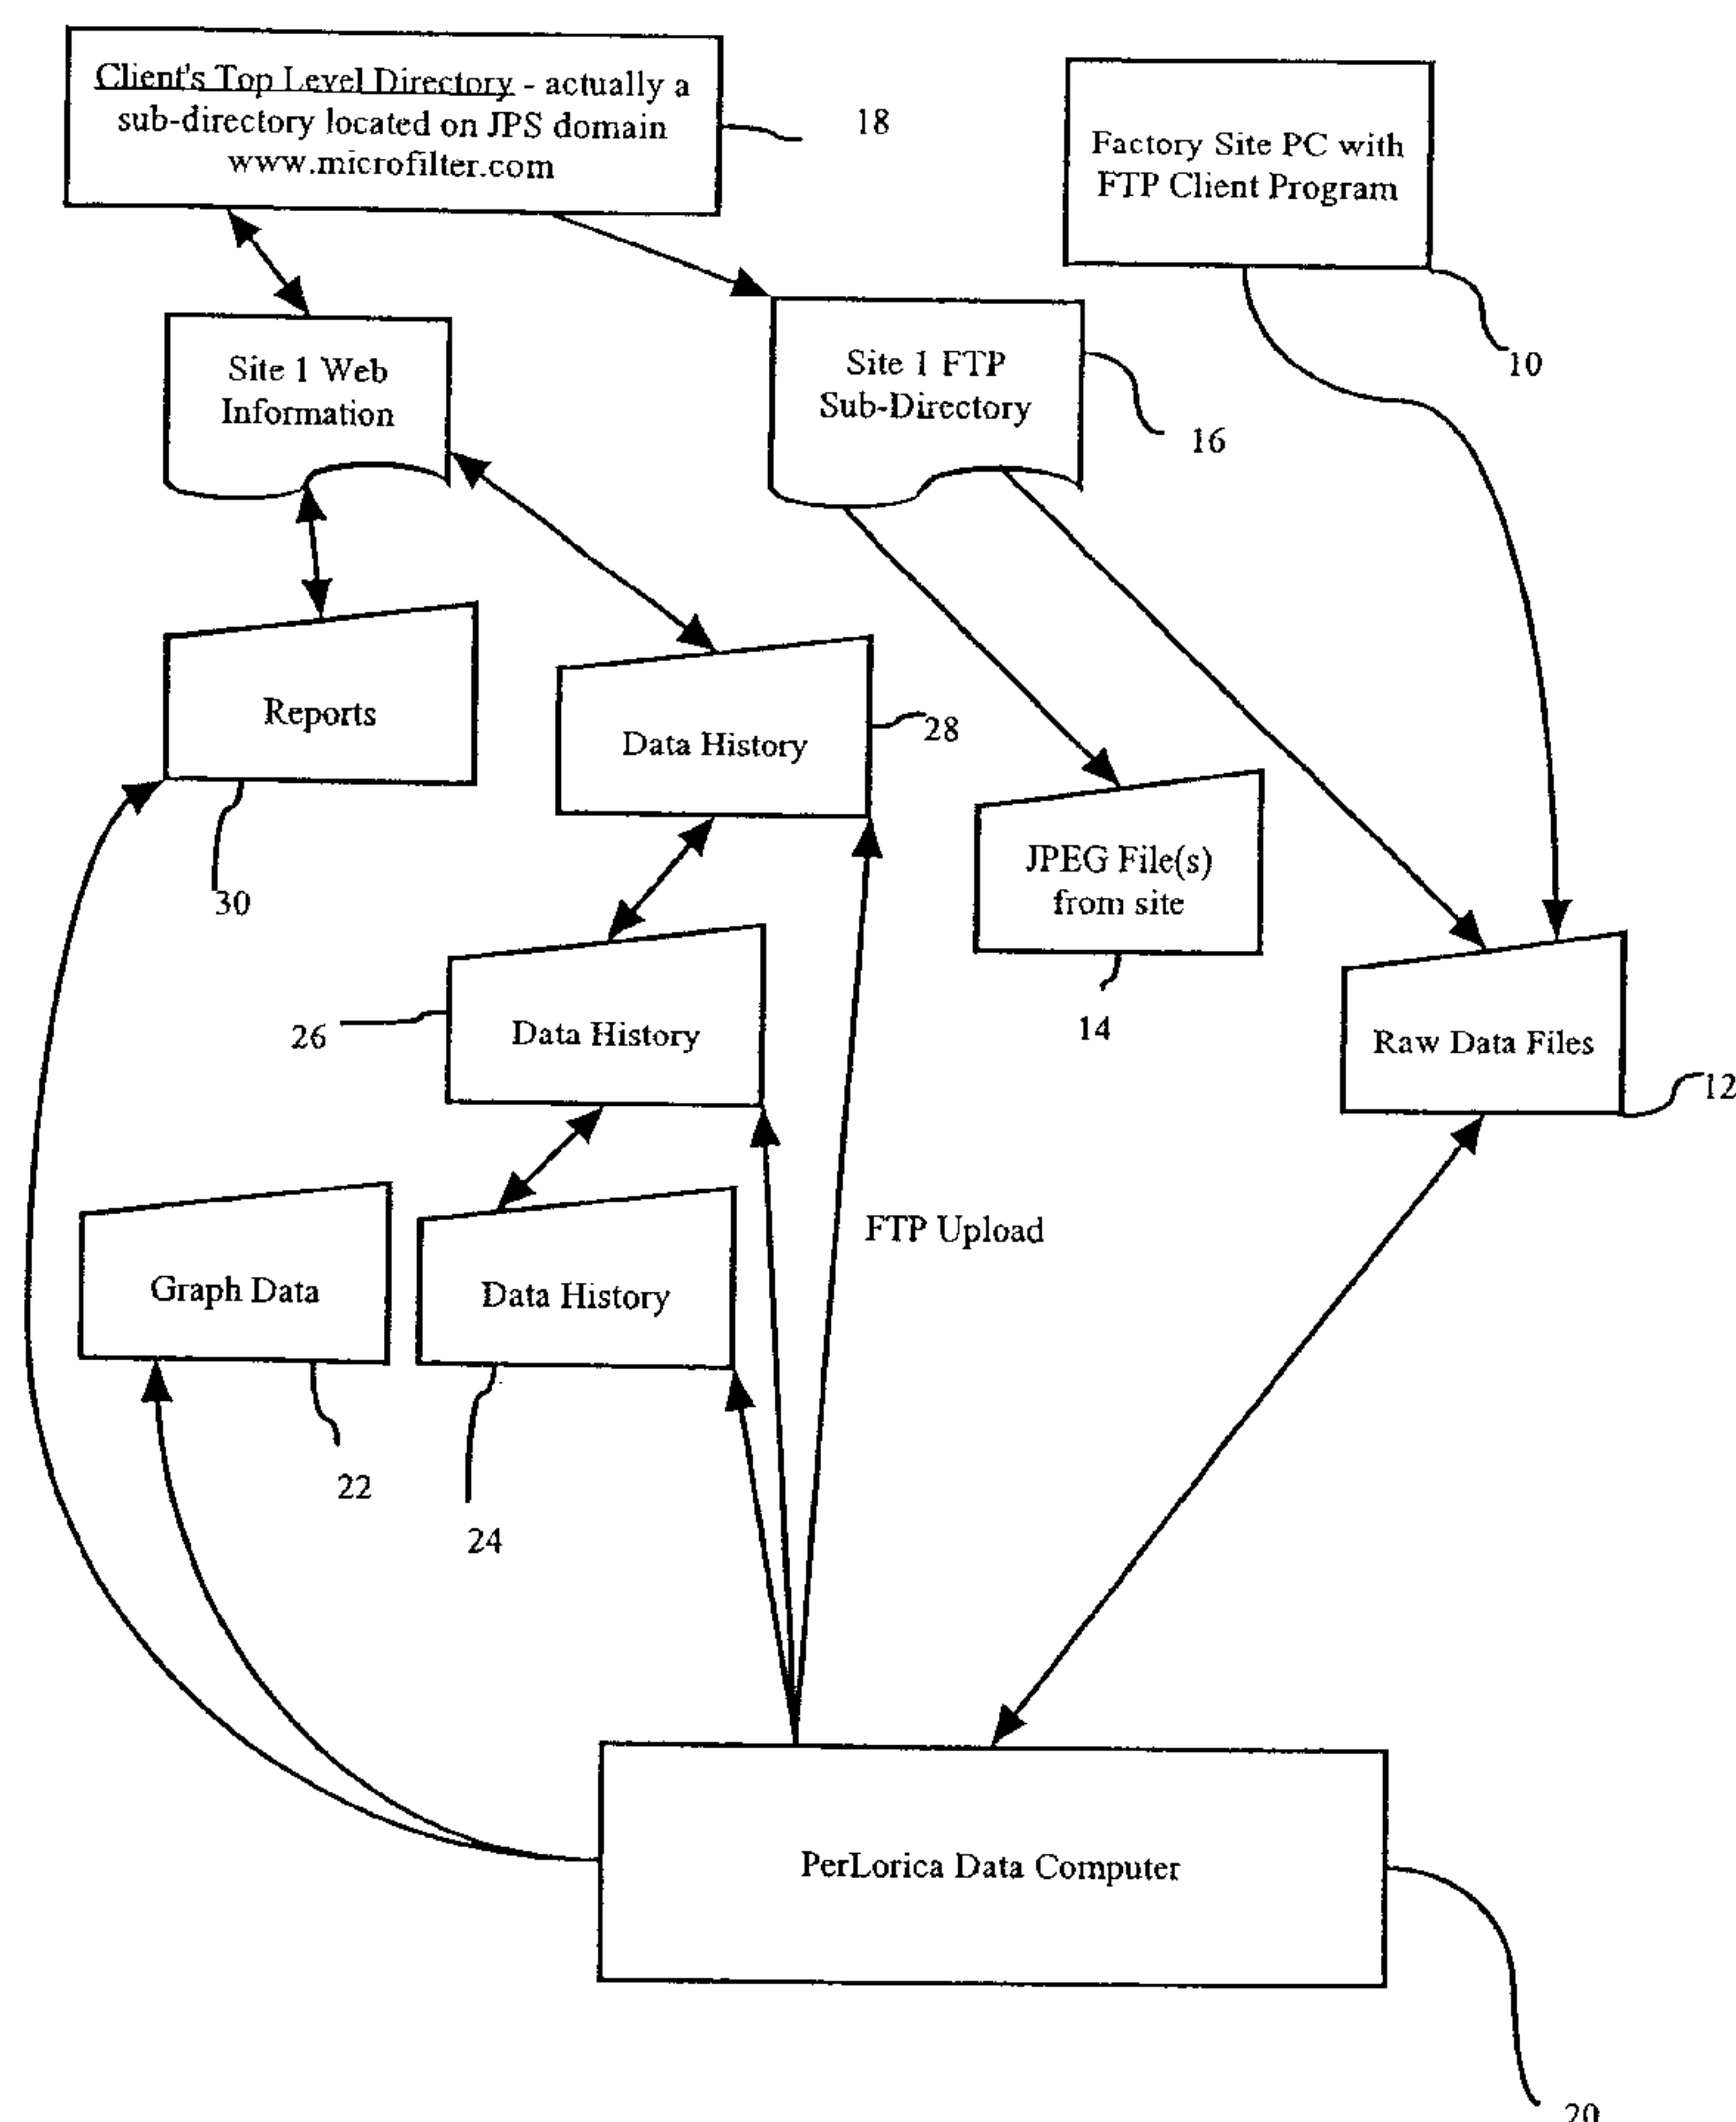 Client's Top Level Directory - actually a
sub-directory located on JPS domain
www.microfilter.com
18
Factory Site PC with
FTP Client Program
10
Site 1 Web
Information
Site 1 FTP
Sub-Directory
16
Reports
30
Data History
28
JPEG File(s)
from site
14
26
Data History
Raw Data Files
12
Graph Data
22
Data History
24
FTP Upload
PerLorica Data Computer
20